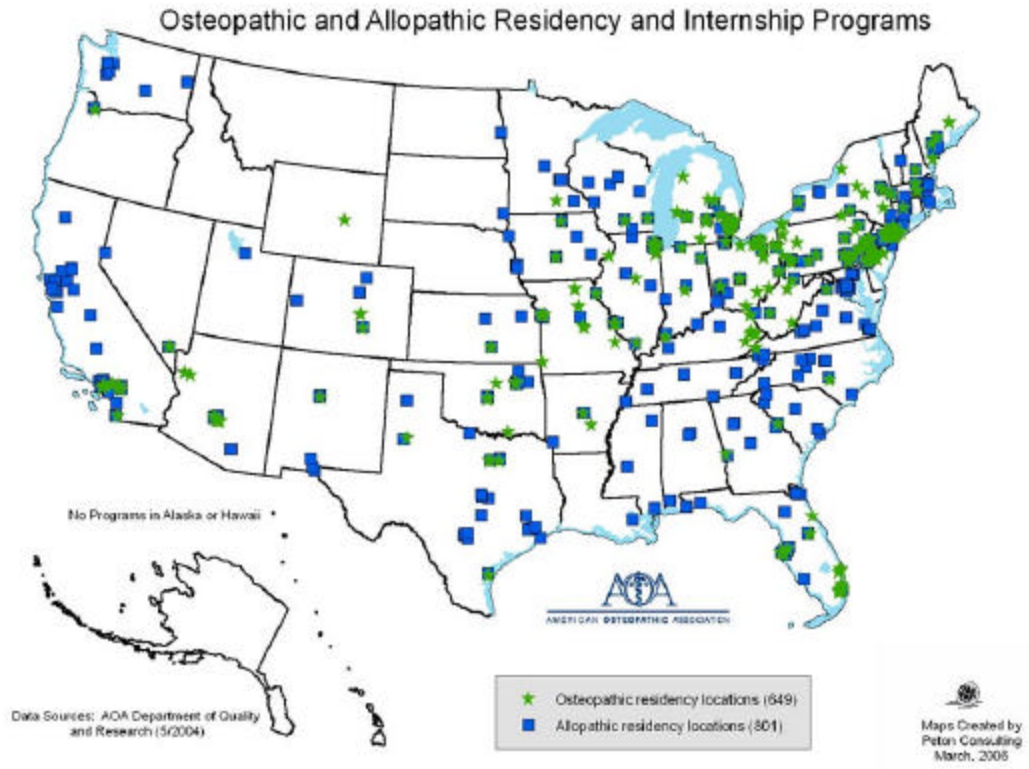 Osteopathic and Allopathic Residency and Internship Programs
No Programs in Alaska or Hawaii
AOA
AMERICAN OSTEOPATHIC ASSOCIATION
Osteopathic residency locations (649)
Allopathic residency locations (801)
Data Sources: AOA Department of Quality
and Research (5/2004)
Maps Created by
Peton Consulting
March, 2006